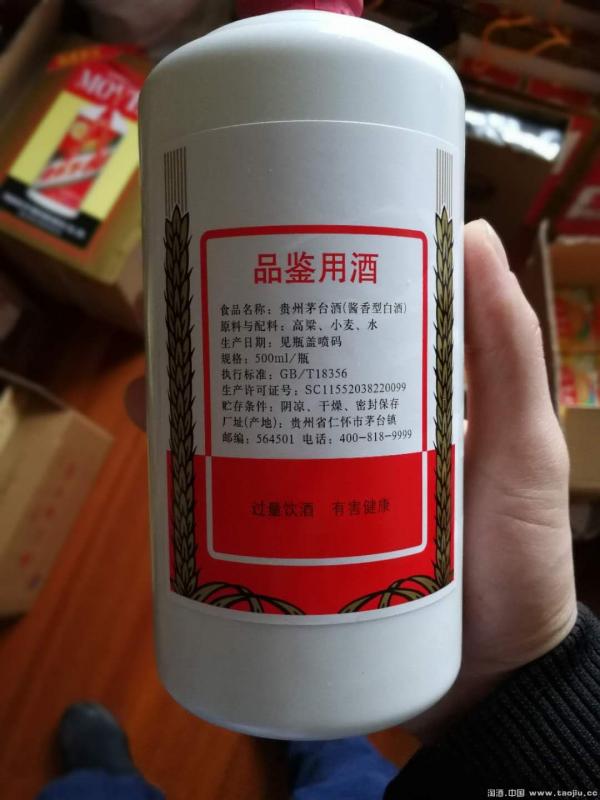 MOU
品鉴用酒
食品名称：贵州茅台酒(酱香型白酒)
原料与配料：高粱、小麦、水
生产日期：见瓶盖喷码
规格：500ml/瓶
执行标准：GB/T18356
生产许可证号：SC11552038220099
贮存条件：阴凉、干燥、密封保存
厂址(产地)：贵州省仁怀市茅台镇
邮编：564501 电话：400-818-9999
过量饮酒 有害健康
淘酒.中国 www.taojiu.cc